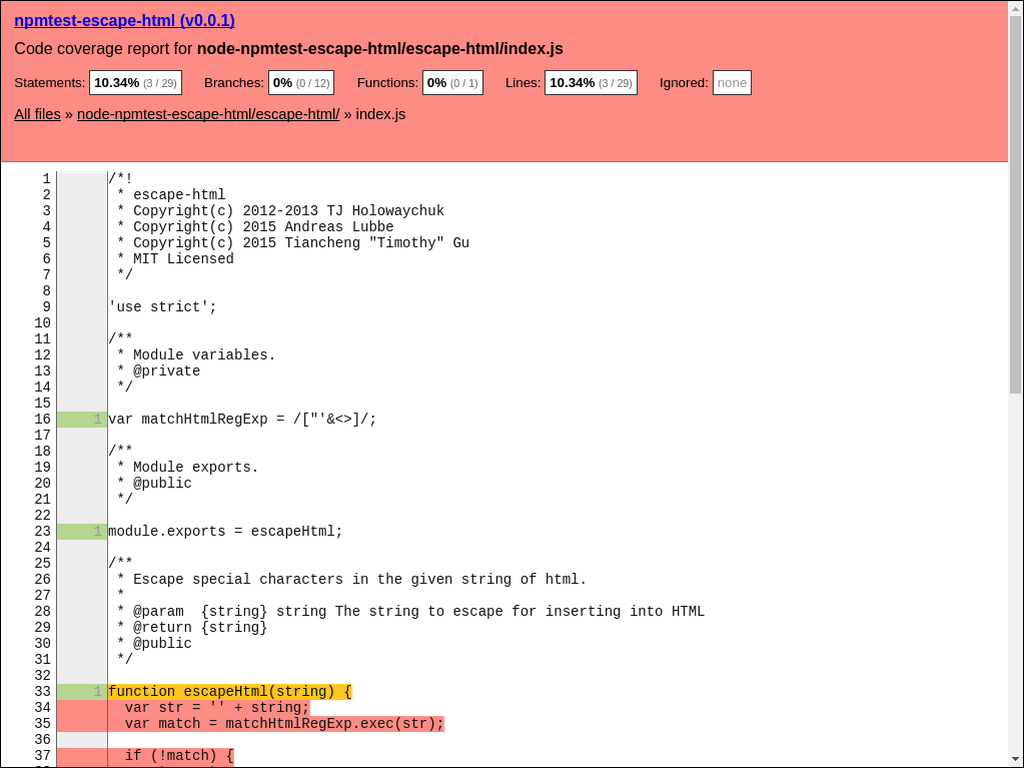 npmtest-escape-html (v0.0.1)
Code coverage report for node-npmtest-escape-html/escape-html/index.js
Statements: 10.34% (3 / 29) Branches: 0% (0 / 12) Functions: 0% (0 / 1) Lines: 10.34% (3 / 29) Ignored: none
All files » node-npmtest-escape-html/escape-html/ » index.js
1 /*!
2  * escape-html
3  * Copyright(c) 2012-2013 TJ Holowaychuk
4  * Copyright(c) 2015 Andreas Lubbe
5  * Copyright(c) 2015 Tiancheng "Timothy" Gu
6  * MIT Licensed
7  */
8
9 'use strict';
10
11 /**
12  * Module variables.
13  * @private
14  */
15
16 1 var matchHtmlRegExp = /["'&<>]/;
17
18 /**
19  * Module exports.
20  * @public
21  */
22
23 1 module.exports = escapeHtml;
24
25 /**
26  * Escape special characters in the given string of html.
27  *
28  * @param  {string} string The string to escape for inserting into HTML
29  * @return {string}
30  * @public
31  */
32
33 1 function escapeHtml(string) {
34   var str = '' + string;
35   var match = matchHtmlRegExp.exec(str);
36
37   if (!match) {